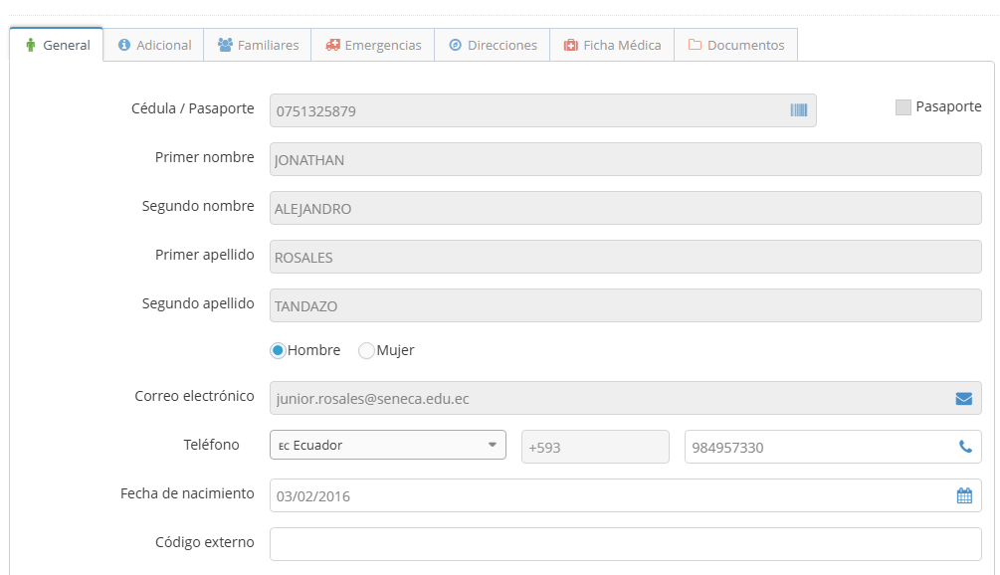 General Adicional Familiares Emergencias Direcciones Ficha Médica Documentos
Cédula / Pasaporte 0751325879 Pasaporte
Primer nombre JONATHAN
Segundo nombre ALEJANDRO
Primer apellido ROSALES
Segundo apellido TANDAZO
Hombre Mujer
Correo electrónico junior.rosales@seneca.edu.ec
Teléfono EC Ecuador +593 984957330
Fecha de nacimiento 03/02/2016
Código externo